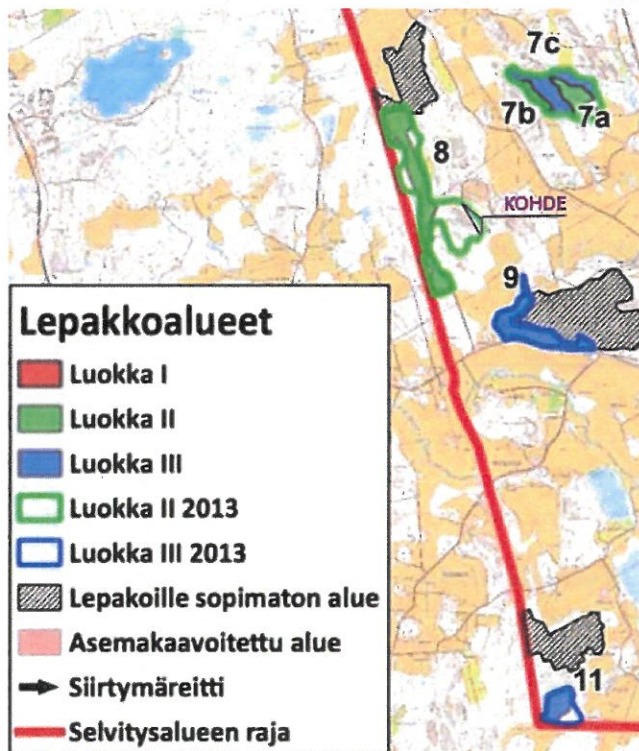 7c
7b
7a
8
KOHDE
9
Lepakkoalueet
Luokka I
Luokka II
Luokka III
Luokka II 2013
Luokka III 2013
Lepakoille sopimaton alue
Asemakaavoitettu alue
Siirtymäreitti
Selvitysalueen raja
11